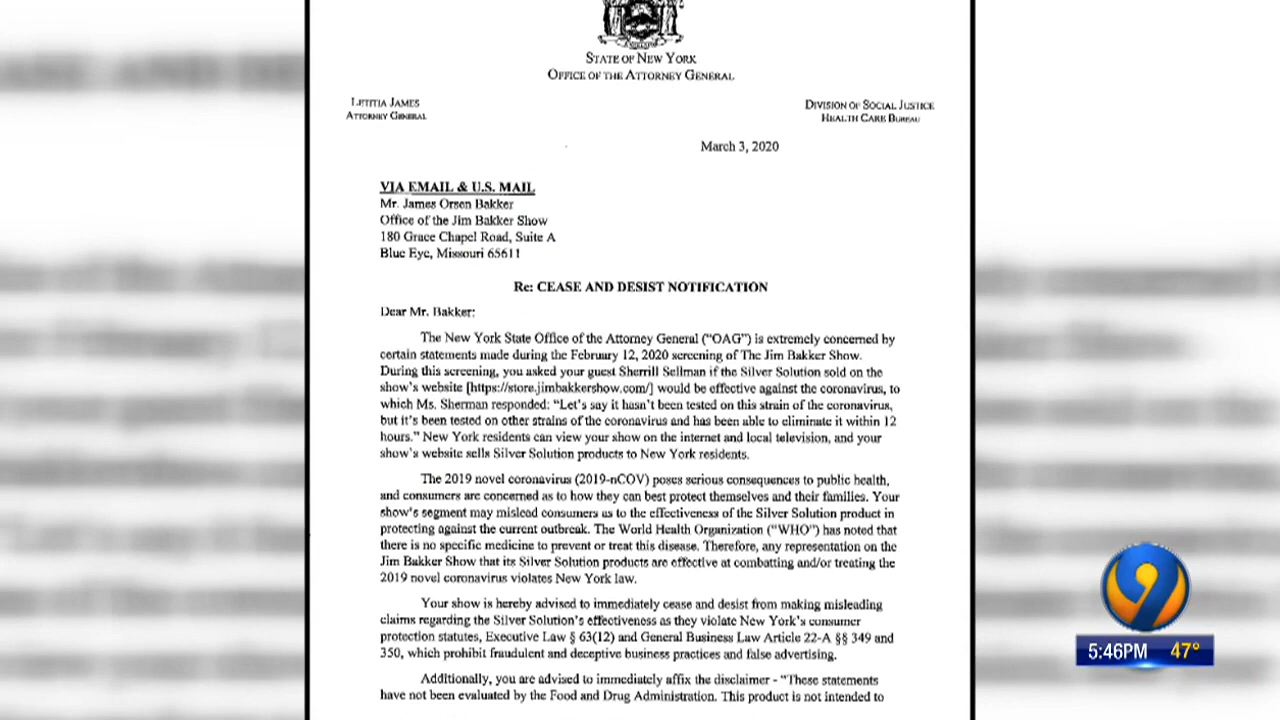 STATE OF NEW YORK
OFFICE OF THE ATTORNEY GENERAL
LETITIA JAMES
ATTORNEY GENERAL
DIVISION OF SOCIAL JUSTICE
HEALTH CARE BUREAU
March 3, 2020
VIA EMAIL & U.S. MAIL
Mr. James Orsen Bakker
Office of the Jim Bakker Show
180 Grace Chapel Road, Suite A
Blue Eye, Missouri 65611
Re: CEASE AND DESIST NOTIFICATION
Dear Mr. Bakker:
The New York State Office of the Attorney General (“OAG”) is extremely concerned by
certain statements made during the February 12, 2020 screening of The Jim Bakker Show.
During this screening, you asked your guest Sherrill Sellman if the Silver Solution sold on the
show’s website [https://store.jimbakkershow.com/] would be effective against the coronavirus, to
which Ms. Sherman responded: “Let’s say it hasn’t been tested on this strain of the coronavirus,
but it’s been tested on other strains of the coronavirus and has been able to eliminate it within 12
hours.” New York residents can view your show on the internet and local television, and your
show’s website sells Silver Solution products to New York residents.
The 2019 novel coronavirus (2019-nCOV) poses serious consequences to public health,
and consumers are concerned as to how they can best protect themselves and their families. Your
show’s segment may mislead consumers as to the effectiveness of the Silver Solution product in
protecting against the current outbreak. The World Health Organization (“WHO”) has noted that
there is no specific medicine to prevent or treat this disease. Therefore, any representation on the
Jim Bakker Show that its Silver Solution products are effective at combatting and/or treating the
2019 novel coronavirus violates New York law.
Your show is hereby advised to immediately cease and desist from making misleading
claims regarding the Silver Solution’s effectiveness as they violate New York’s consumer
protection statutes, Executive Law § 63(12) and General Business Law Article 22-A §§ 349 and
350, which prohibit fraudulent and deceptive business practices and false advertising.
Additionally, you are advised to immediately affix the disclaimer - “These statements
have not been evaluated by the Food and Drug Administration. This product is not intended to
9
5:46PM 47°